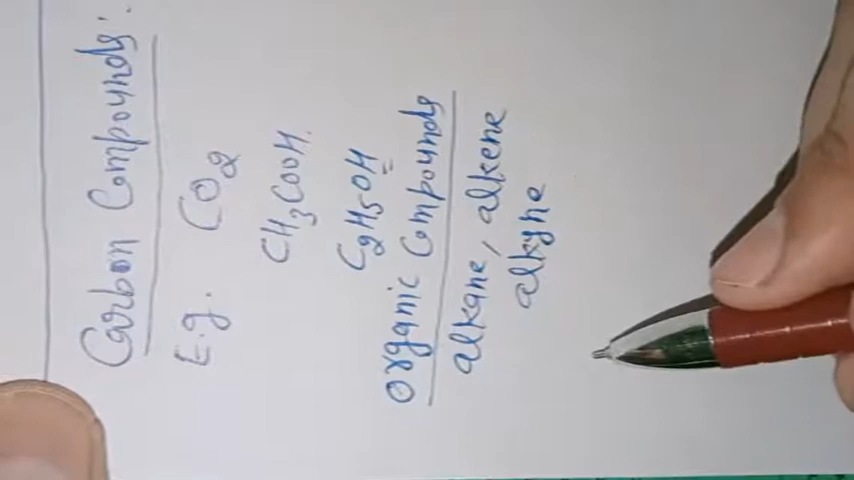 Carbon Compounds:.
E.g. CO2
CH3COOH.
C2H5OH
organic Compounds
alkane, alkene
alkyne